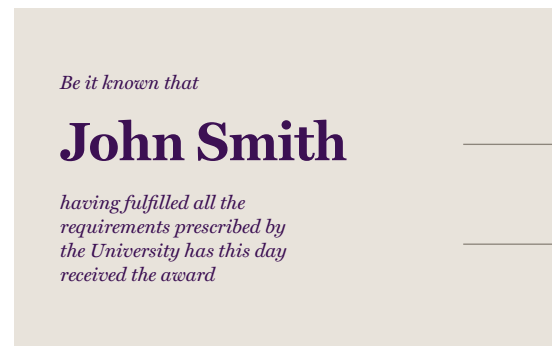 Be it known that
John Smith
having fulfilled all the
requirements prescribed by
the University has this day
received the award